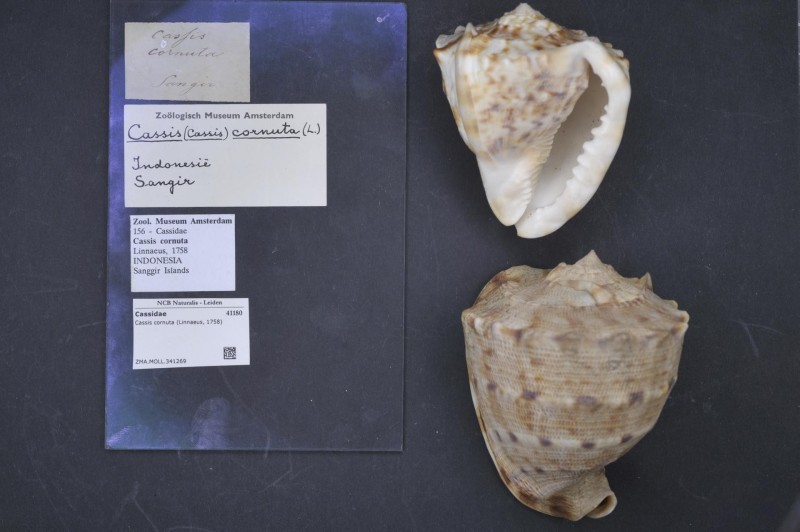 Cassis
cornuta
Sangir
Zoölogisch Museum Amsterdam
Cassis (Cassis) cornuta (L.)
Indonesië
Sangir
Zool. Museum Amsterdam
156 - Cassidae
Cassis cornuta
Linnaeus, 1758
INDONESIA
Sanggir Islands
NCB Naturalis - Leiden
Cassidae 41180
Cassis cornuta (Linnaeus, 1758)
ZMA.MOLL.341269